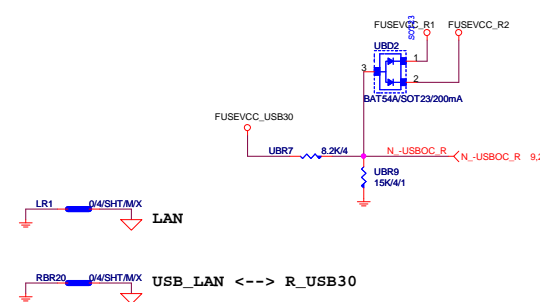 SOT23
FUSEVCC_R1
FUSEVCC_R2
UBD2
1
3
2
BAT54A/SOT23/200mA
FUSEVCC_USB30
UBR7
8.2K/4
N_-USBOC_R
N_-USBOC_R
UBR9
15K/4/1
LR1
0/4/SHT/M/X
LAN
RBR20
0/4/SHT/M/X
USB_LAN <--> R_USB30